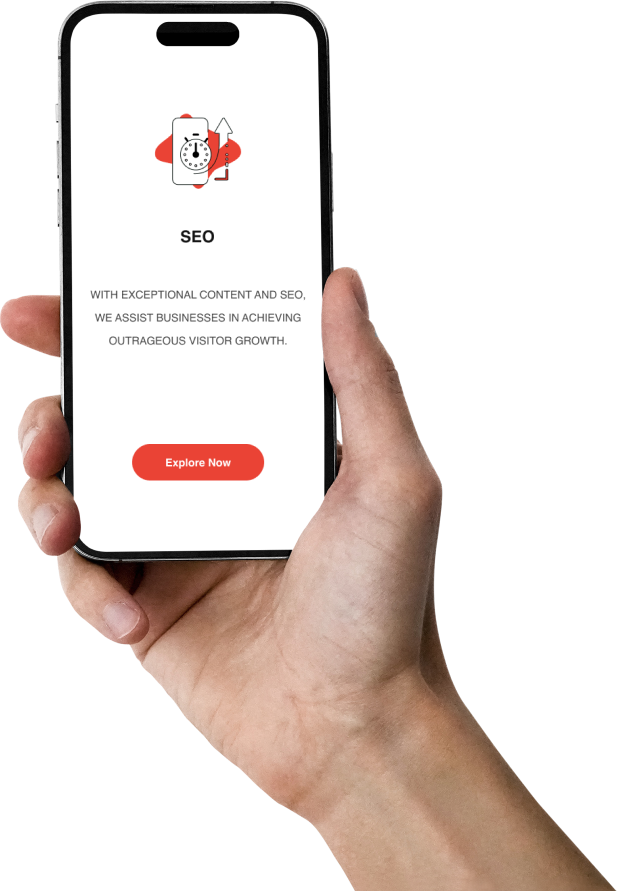 SEO
WITH EXCEPTIONAL CONTENT AND SEO,
WE ASSIST BUSINESSES IN ACHIEVING
OUTRAGEOUS VISITOR GROWTH.
Explore Now